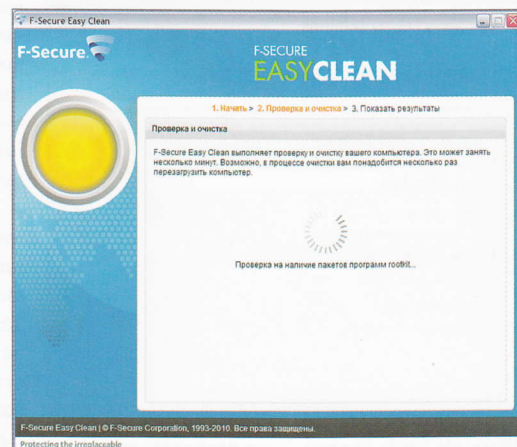 F-Secure Easy Clean
F-Secure.
F-SECURE
EASYCLEAN
1. Начать > 2. Проверка и очистка > 3. Показать результаты
Проверка и очистка
F-Secure Easy Clean выполняет проверку и очистку вашего компьютера. Это может занять
несколько минут. Возможно, в процессе очистки вам понадобится несколько раз
перезагрузить компьютер.
Проверка на наличие пакетов программ rootkit...
F-Secure Easy Clean | © F-Secure Corporation, 1993-2010. Все права защищены.
Protecting the irreplaceable